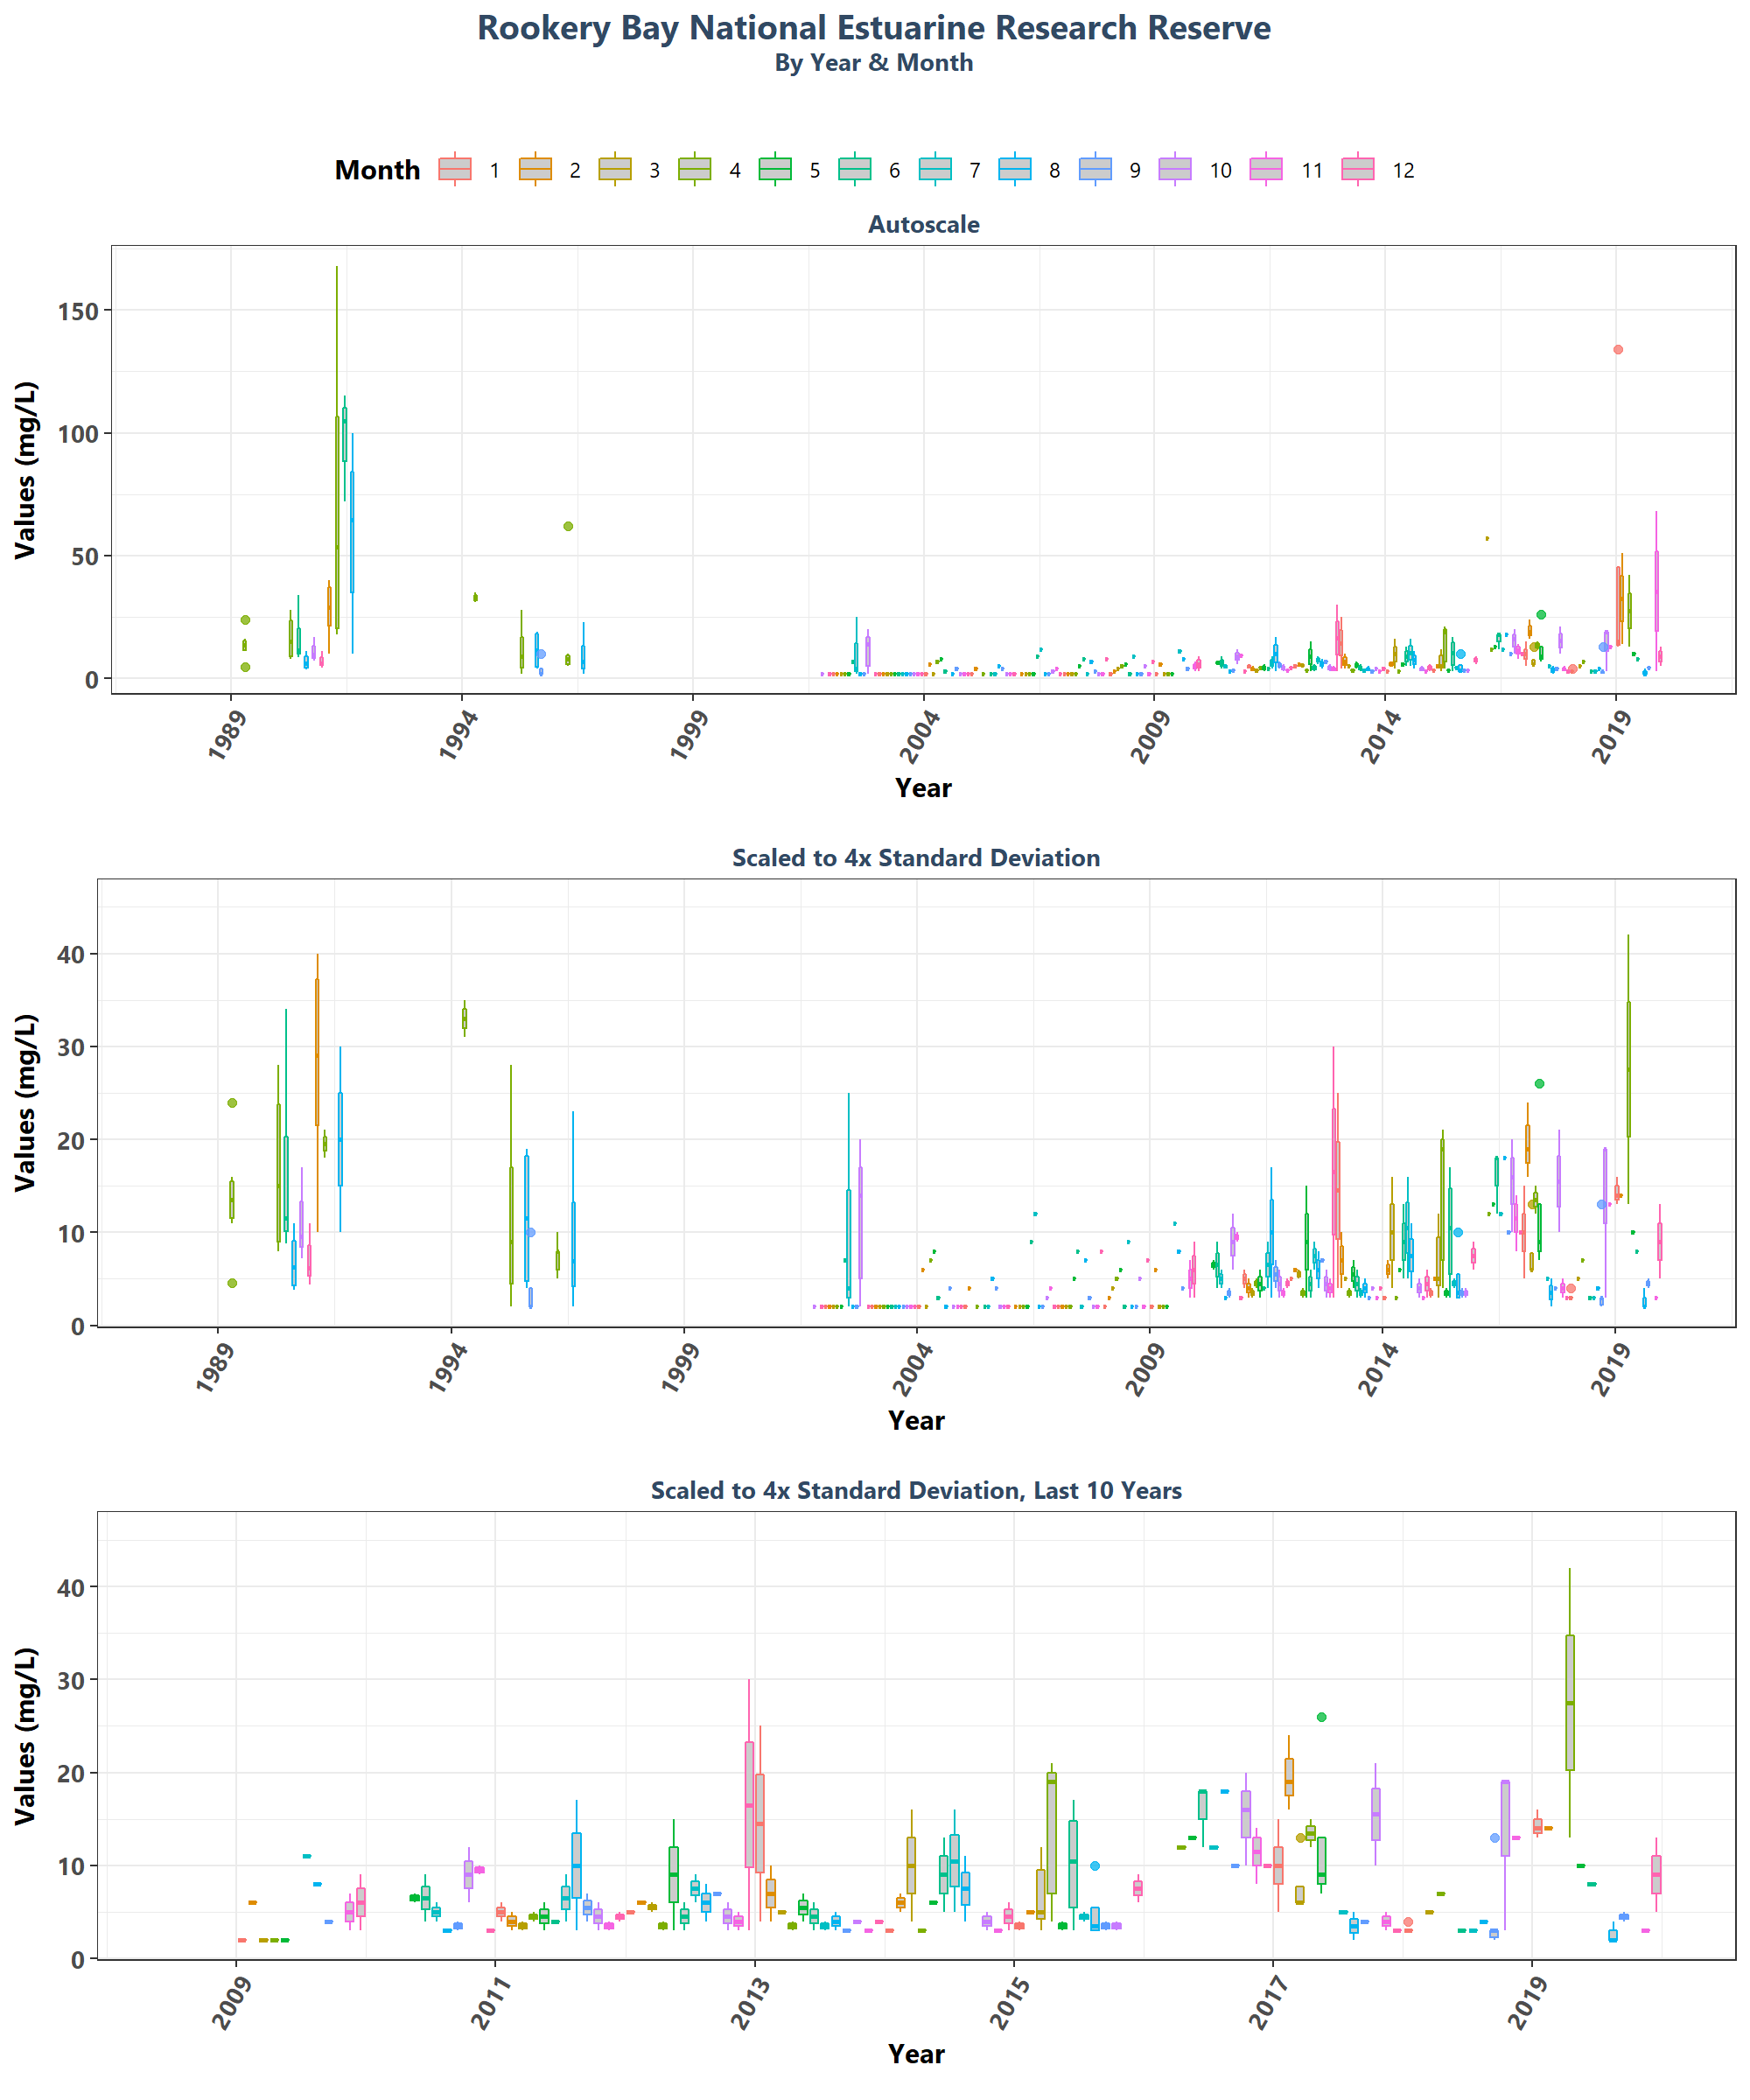 Rookery Bay National Estuarine Research Reserve
By Year & Month
Month 1 2 3 4 5 6 7 8 9 10 11 12
Autoscale
Values (mg/L)
150
100
50
0
1989 1994 1999 2004 2009 2014 2019
Year
Scaled to 4x Standard Deviation
Values (mg/L)
40
30
20
10
0
1989 1994 1999 2004 2009 2014 2019
Year
Scaled to 4x Standard Deviation, Last 10 Years
Values (mg/L)
40
30
20
10
0
2009 2011 2013 2015 2017 2019
Year